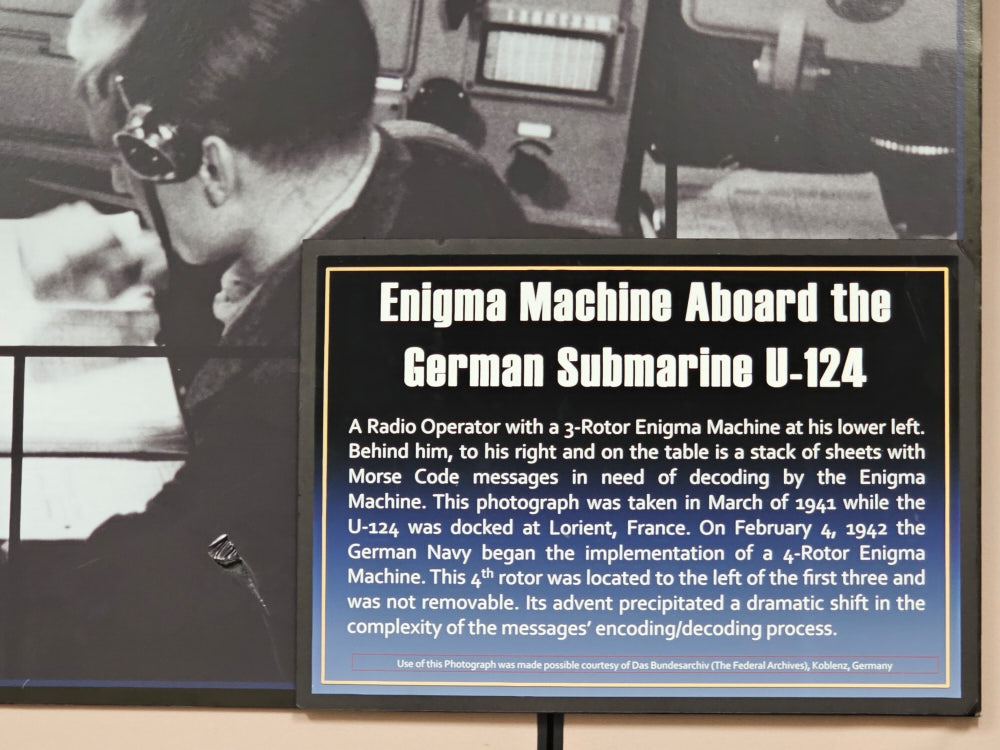 Enigma Machine Aboard the
German Submarine U-124
A Radio Operator with a 3-Rotor Enigma Machine at his lower left.
Behind him, to his right and on the table is a stack of sheets with
Morse Code messages in need of decoding by the Enigma
Machine. This photograph was taken in March of 1941 while the
U-124 was docked at Lorient, France. On February 4, 1942 the
German Navy began the implementation of a 4-Rotor Enigma
Machine. This 4th rotor was located to the left of the first three and
was not removable. Its advent precipitated a dramatic shift in the
complexity of the messages' encoding/decoding process.
Use of this Photograph was made possible courtesy of Das Bundesarchiv (The Federal Archives), Koblenz, Germany